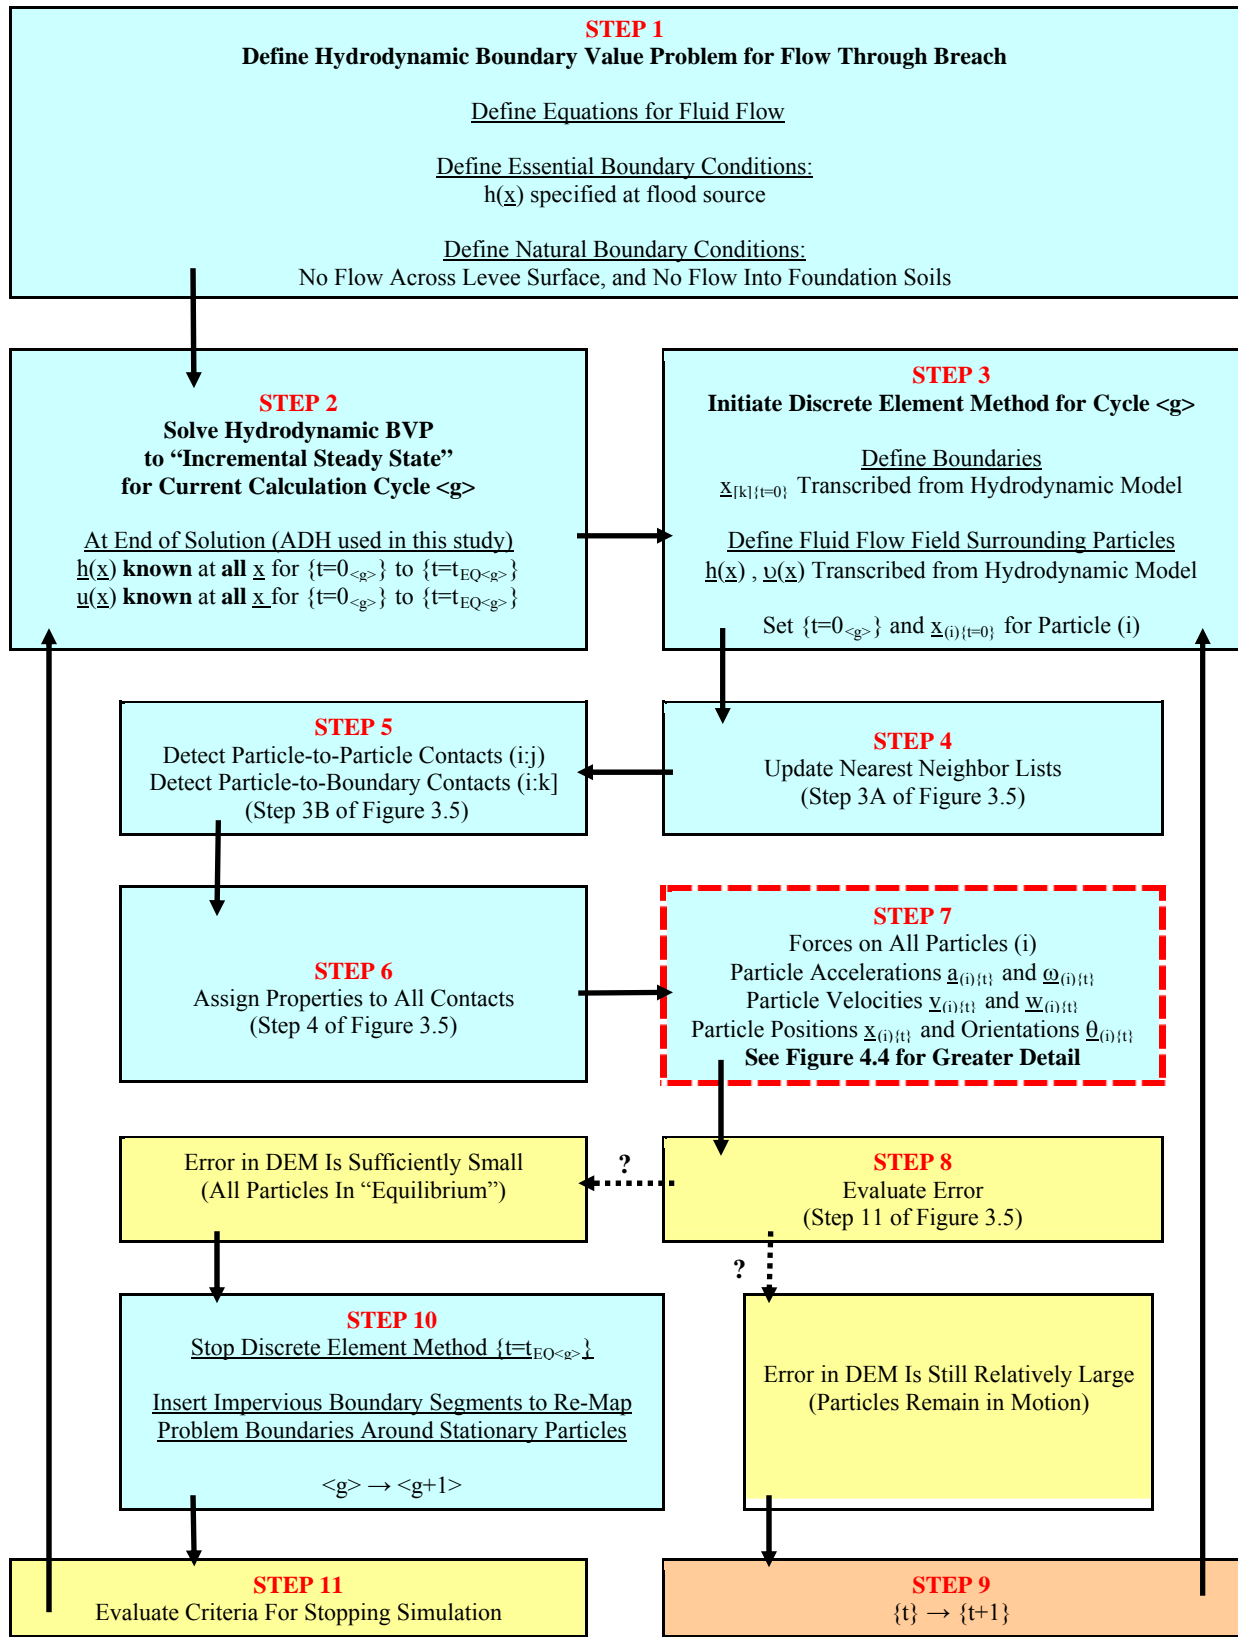 STEP 1
Define Hydrodynamic Boundary Value Problem for Flow Through Breach
Define Equations for Fluid Flow
Define Essential Boundary Conditions:
h(x) specified at flood source
Define Natural Boundary Conditions:
No Flow Across Levee Surface, and No Flow Into Foundation Soils
STEP 2
Solve Hydrodynamic BVP
to “Incremental Steady State”
for Current Calculation Cycle <g>
At End of Solution (ADH used in this study)
h(x) known at all x for {t=0<g>} to {t=tEQ<g>}
u(x) known at all x for {t=0<g>} to {t=tEQ<g>}
STEP 3
Initiate Discrete Element Method for Cycle <g>
Define Boundaries
x[k]{t=0} Transcribed from Hydrodynamic Model
Define Fluid Flow Field Surrounding Particles
h(x) , υ(x) Transcribed from Hydrodynamic Model
Set {t=0<g>} and x(i){t=0} for Particle (i)
STEP 4
Update Nearest Neighbor Lists
(Step 3A of Figure 3.5)
STEP 5
Detect Particle-to-Particle Contacts (i:j)
Detect Particle-to-Boundary Contacts (i:k]
(Step 3B of Figure 3.5)
STEP 6
Assign Properties to All Contacts
(Step 4 of Figure 3.5)
STEP 7
Forces on All Particles (i)
Particle Accelerations a(i){t} and ω(i){t}
Particle Velocities v(i){t} and w(i){t}
Particle Positions x(i){t} and Orientations θ(i){t}
See Figure 4.4 for Greater Detail
STEP 8
Evaluate Error
(Step 11 of Figure 3.5)
?
Error in DEM Is Sufficiently Small
(All Particles In “Equilibrium”)
?
Error in DEM Is Still Relatively Large
(Particles Remain in Motion)
STEP 9
{t} → {t+1}
STEP 10
Stop Discrete Element Method {t=tEQ<g>}
Insert Impervious Boundary Segments to Re-Map
Problem Boundaries Around Stationary Particles
<g> → <g+1>
STEP 11
Evaluate Criteria For Stopping Simulation